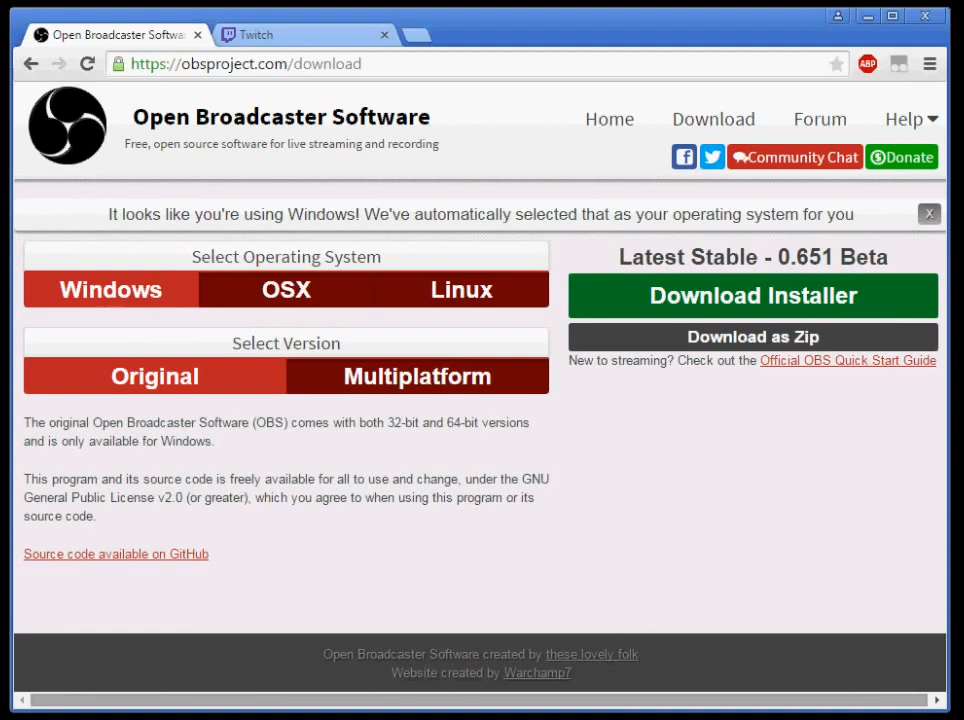 Open Broadcaster Softwa
Twitch
https://obsproject.com/download
ABP
Open Broadcaster Software
Free, open source software for live streaming and recording
Home Download Forum Help
Community Chat Donate
It looks like you're using Windows! We've automatically selected that as your operating system for you
X
Select Operating System
Windows OSX Linux
Select Version
Original Multiplatform
The original Open Broadcaster Software (OBS) comes with both 32-bit and 64-bit versions
and is only available for Windows.
This program and its source code is freely available for all to use and change, under the GNU
General Public License v2.0 (or greater), which you agree to when using this program or its
source code.
Source code available on GitHub
Latest Stable - 0.651 Beta
Download Installer
Download as Zip
New to streaming? Check out the Official OBS Quick Start Guide
Open Broadcaster Software created by these lovely folk
Website created by Warchamp7